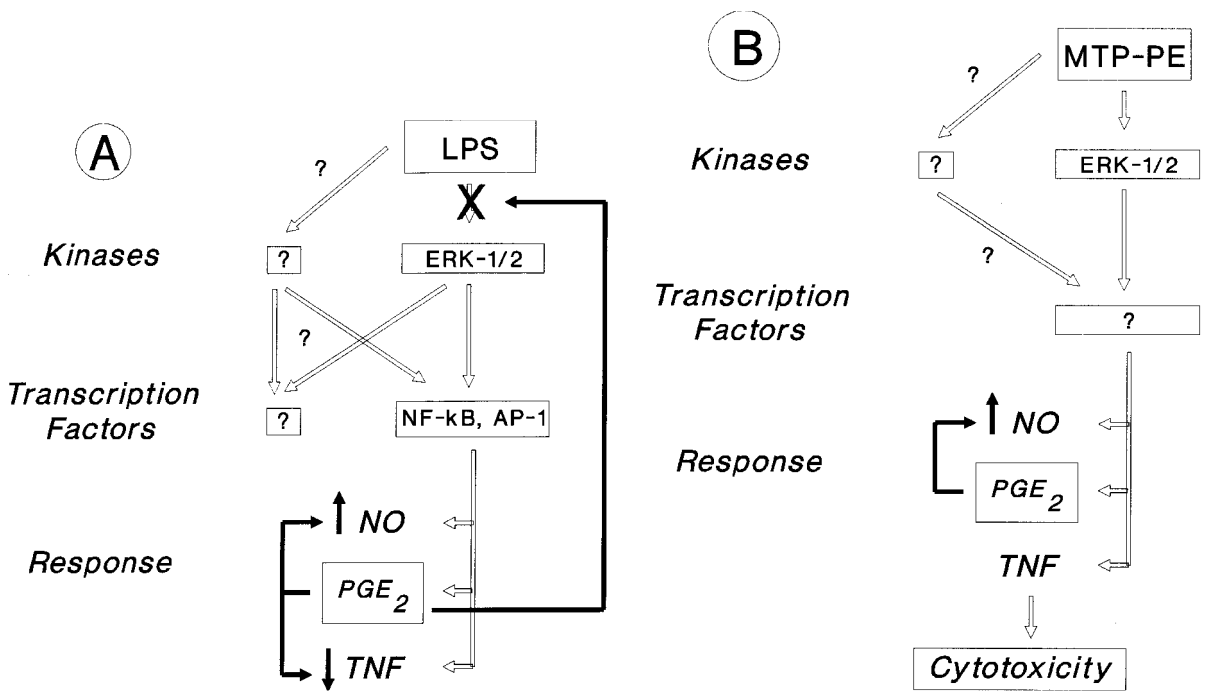 A
LPS
?
Kinases
?
ERK-1/2
?
Transcription
Factors
?
NF-kB, AP-1
Response
NO
PGE2
TNF
B
MTP-PE
?
Kinases
?
ERK-1/2
?
Transcription
Factors
?
Response
NO
PGE2
TNF
Cytotoxicity